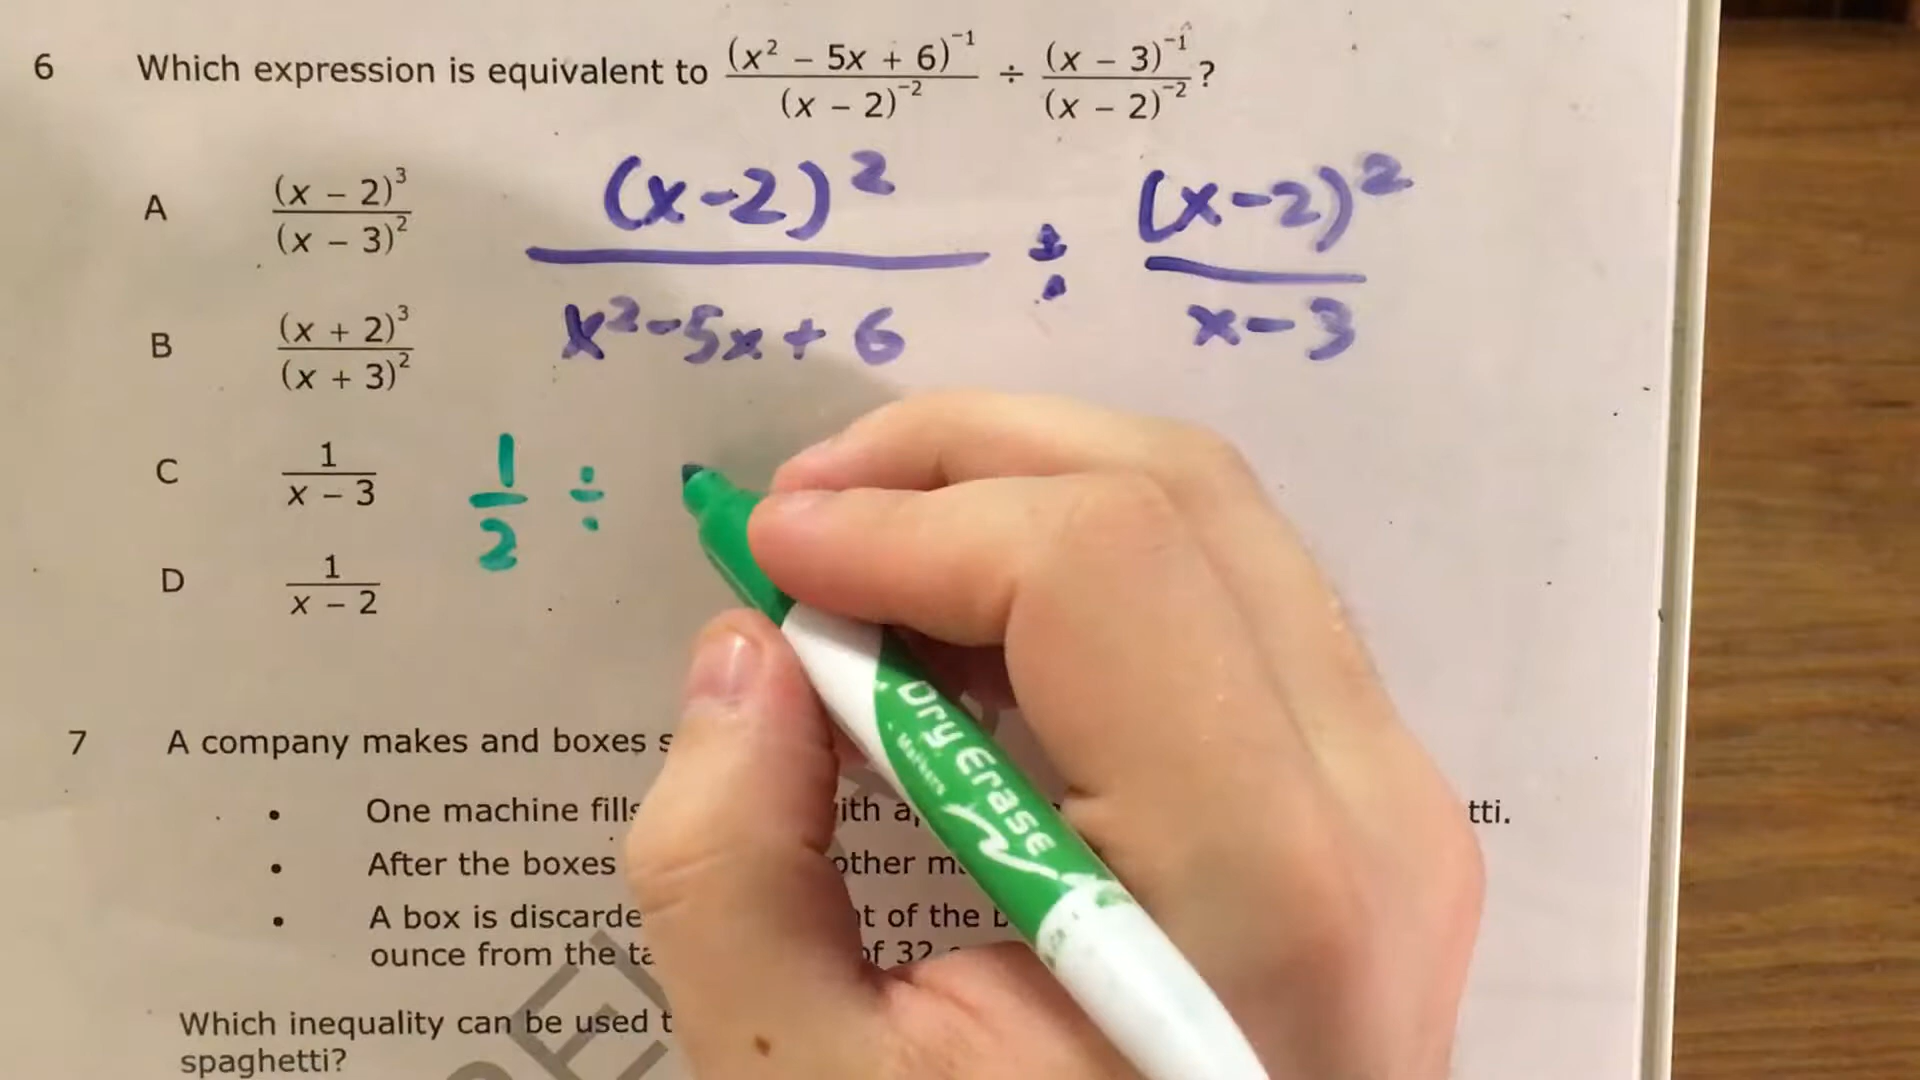 6 Which expression is equivalent to (x² – 5x + 6)⁻¹ / (x – 2)⁻² ÷ (x – 3)⁻¹ / (x – 2)⁻² ?
A (x – 2)³ / (x – 3)²
B (x + 2)³ / (x + 3)²
C 1 / x – 3
D 1 / x – 2
(x-2)² / x²-5x+6 ÷ (x-2)² / x-3
1/2 ÷
7 A company makes and boxes s
• One machine fills ith a tti.
• After the boxes other m
• A box is discarde t of the b
ounce from the ta of 32
Which inequality can be used t
spaghetti?
Dry Erase
Markers